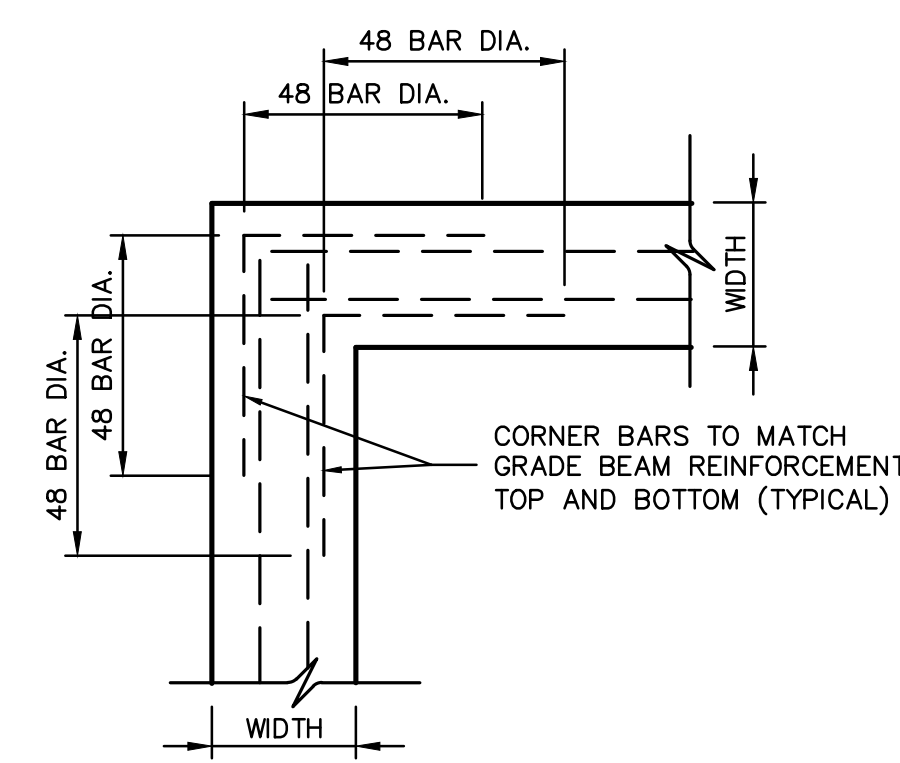 48 BAR DIA.
48 BAR DIA.
48 BAR DIA.
48 BAR DIA.
WIDTH
CORNER BARS TO MATCH
GRADE BEAM REINFORCEMENT
TOP AND BOTTOM (TYPICAL)
WIDTH